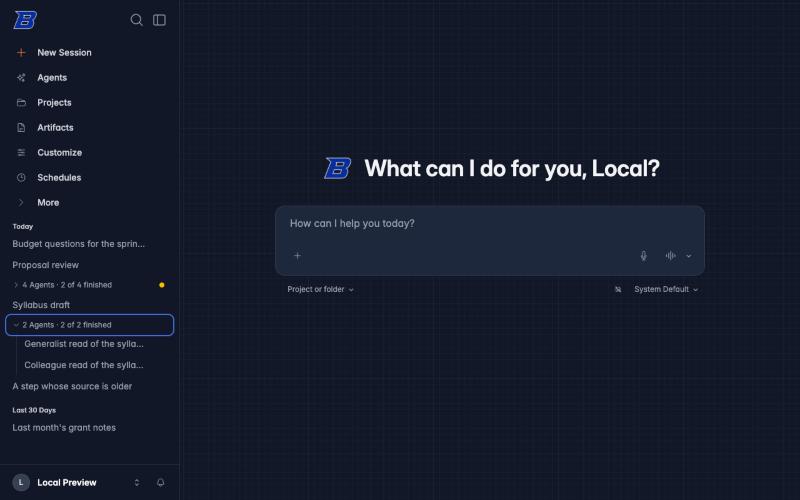 B
New Session
Agents
Projects
Artifacts
Customize
Schedules
More
Today
Budget questions for the sprin...
Proposal review
4 Agents · 2 of 4 finished
Syllabus draft
2 Agents · 2 of 2 finished
Generalist read of the sylla...
Colleague read of the sylla...
A step whose source is older
Last 30 Days
Last month's grant notes
L Local Preview
B What can I do for you, Local?
How can I help you today?
Project or folder
System Default